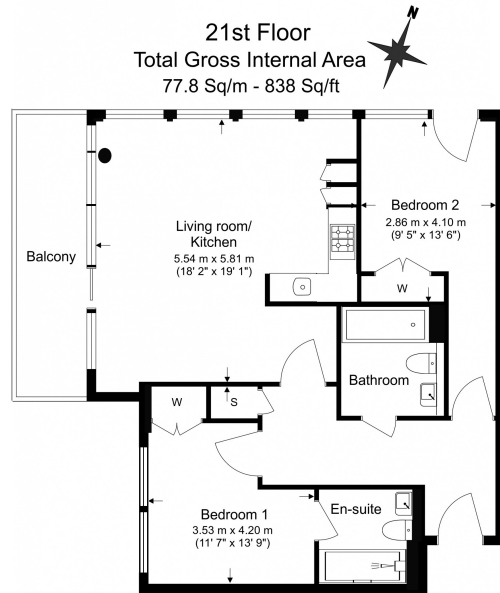 21st Floor
Total Gross Internal Area
77.8 Sq/m - 838 Sq/ft
N
Balcony
Living room/
Kitchen
5.54 m x 5.81 m
(18' 2" x 19' 1")
Bedroom 2
2.86 m x 4.10 m
(9' 5" x 13' 6")
W
Bathroom
W
S
Bedroom 1
3.53 m x 4.20 m
(11' 7" x 13' 9")
En-suite